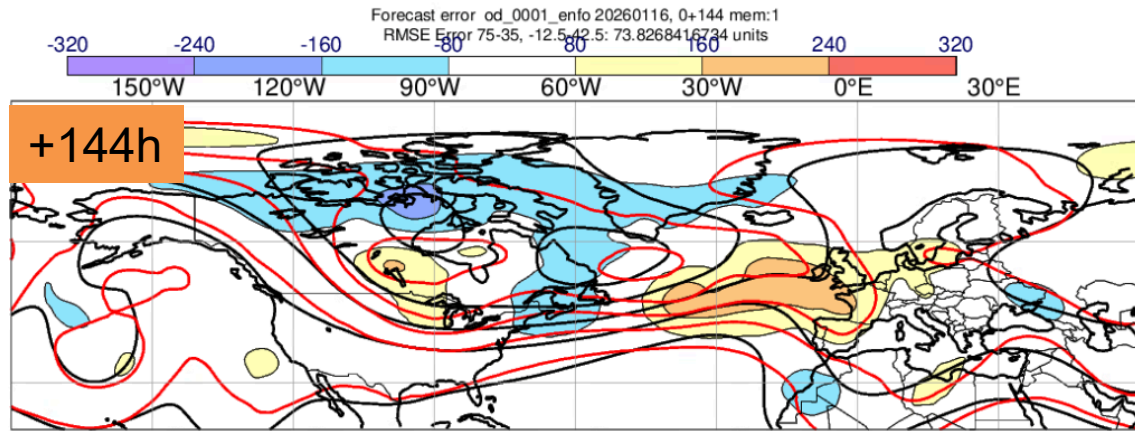 Forecast error od_0001_enfo 20260116, 0+144 mem:1
RMSE Error 75-35, -12.5-42.5: 73.8268416734 units
-320 -240 -160 -80 80 160 240 320
150°W 120°W 90°W 60°W 30°W 0°E 30°E
+144h